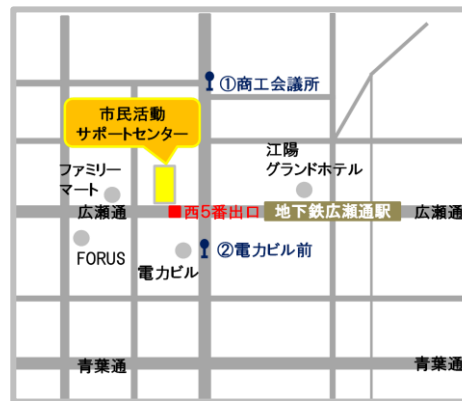 ①商工会議所
市民活動
サポートセンター
江陽
グランドホテル
ファミリー
マート
広瀬通
西5番出口
地下鉄広瀬通駅
広瀬通
FORUS
電力ビル
②電力ビル前
青葉通
青葉通